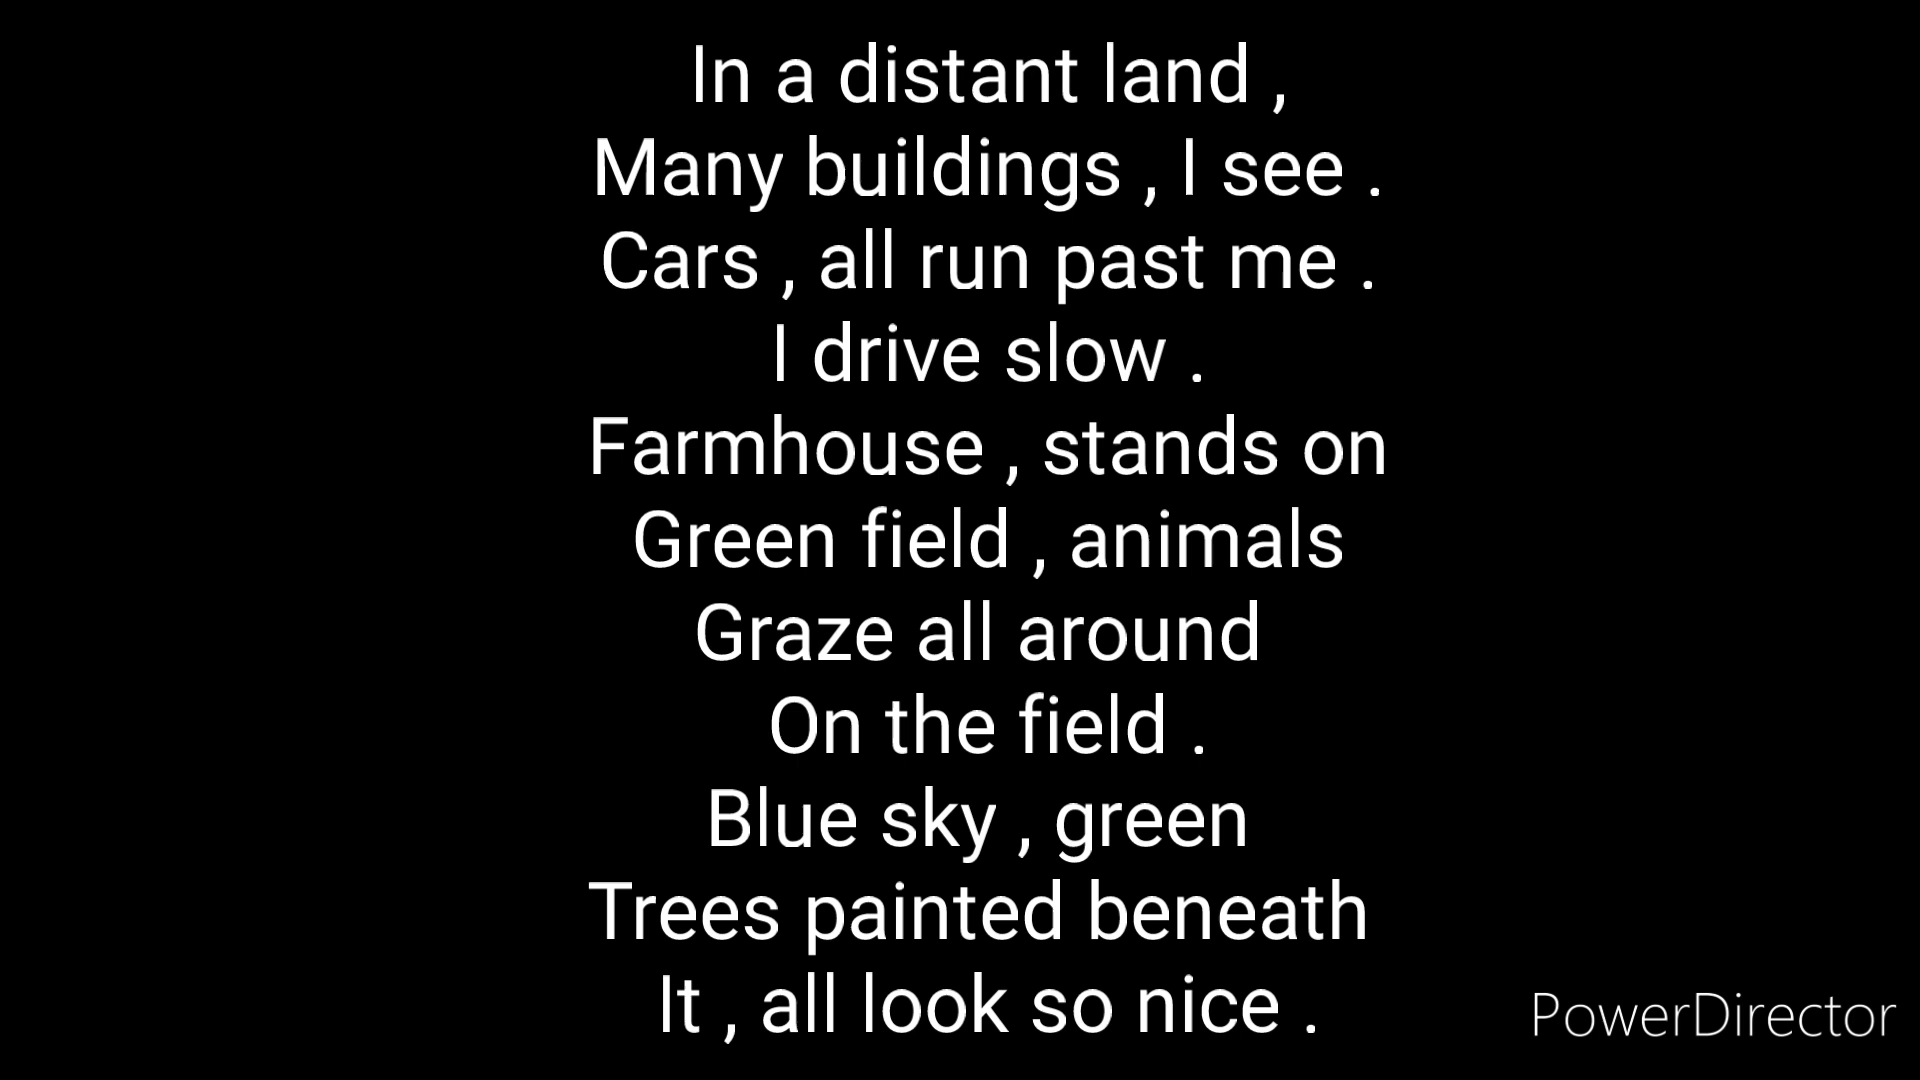 In a distant land ,
Many buildings , I see .
Cars , all run past me .
I drive slow .
Farmhouse , stands on
Green field , animals
Graze all around
On the field .
Blue sky , green
Trees painted beneath
It , all look so nice .
PowerDirector